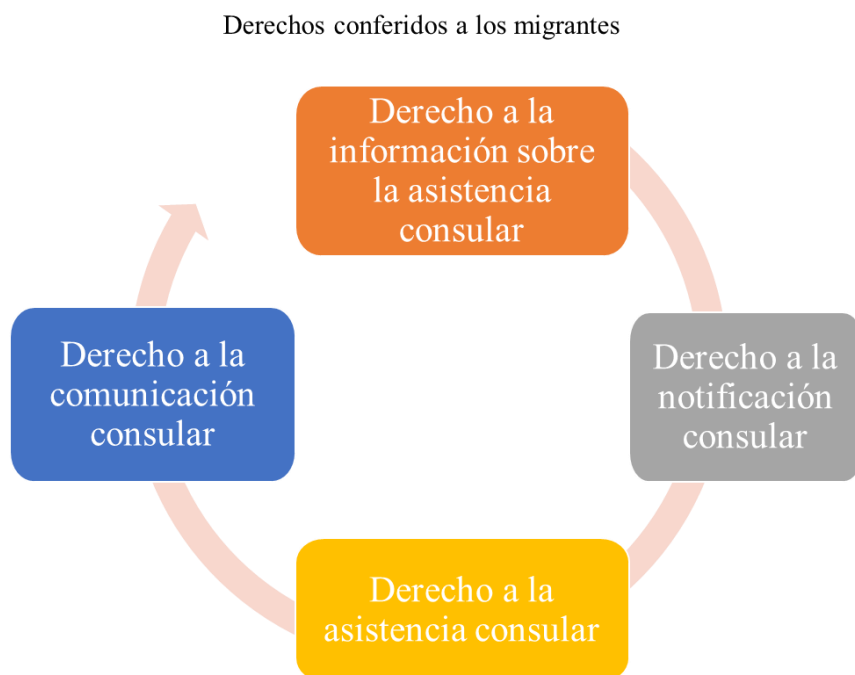 Derechos conferidos a los migrantes
Derecho a la
información sobre
la asistencia
consular
Derecho a la
notificación
consular
Derecho a la
asistencia consular
Derecho a la
comunicación
consular